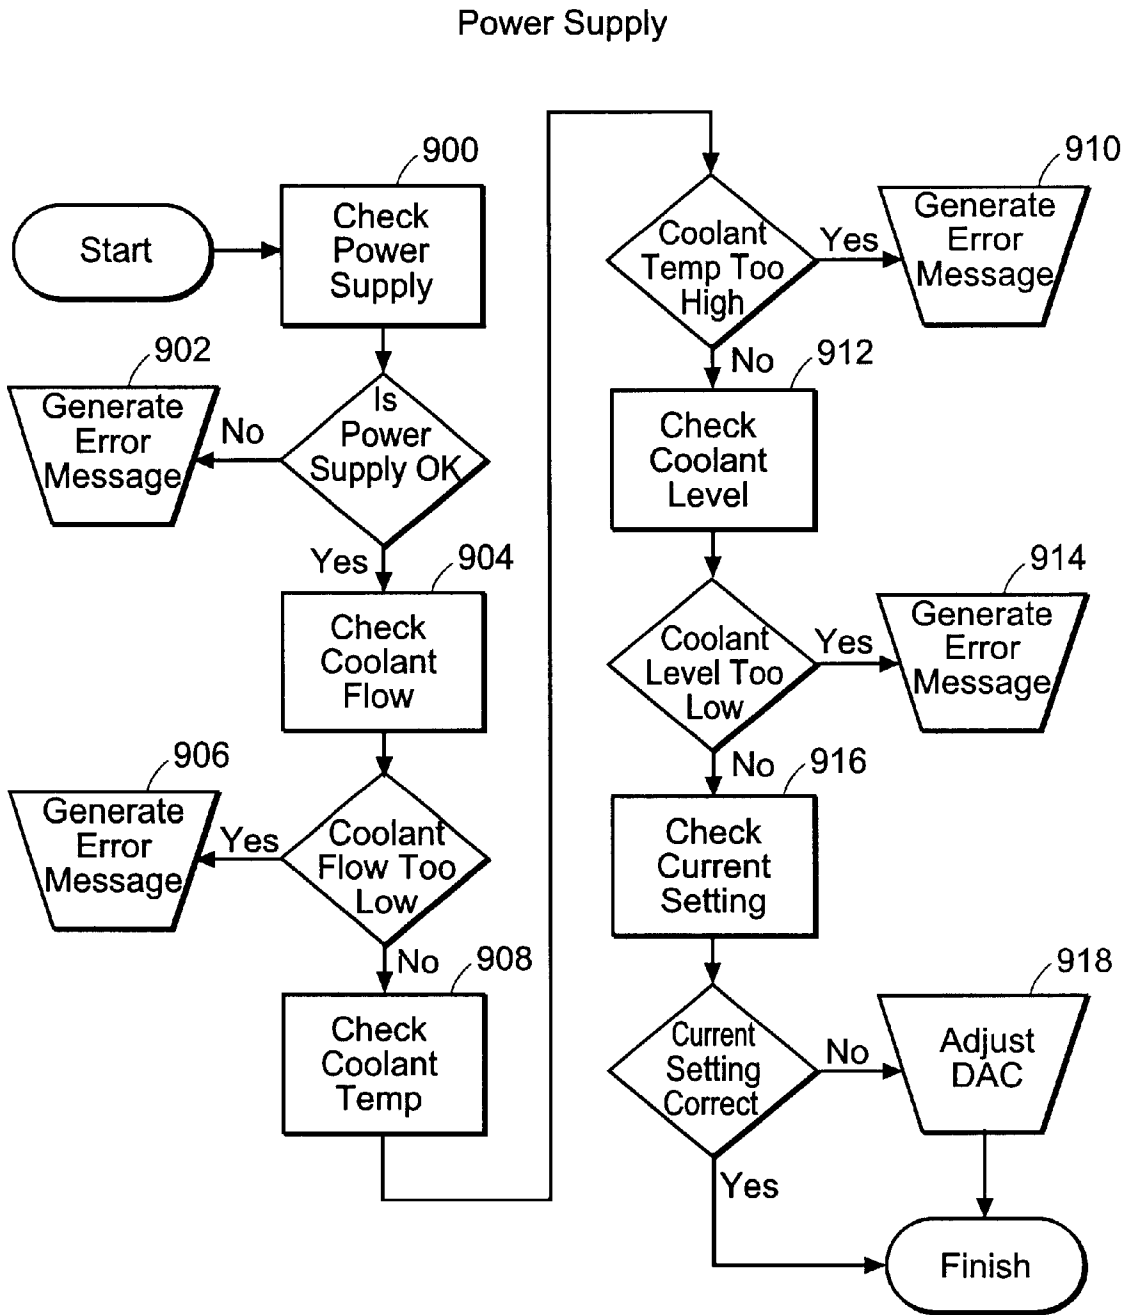 Power Supply
900
Start
Check
Power
Supply
902
Generate
Error
Message
No
Is
Power
Supply OK
Yes
904
Check
Coolant
Flow
906
Generate
Error
Message
Yes
Coolant
Flow Too
Low
No
908
Check
Coolant
Temp
Coolant
Temp Too
High
Yes
910
Generate
Error
Message
No
912
Check
Coolant
Level
Coolant
Level Too
Low
Yes
914
Generate
Error
Message
No
916
Check
Current
Setting
Current
Setting
Correct
No
918
Adjust
DAC
Yes
Finish